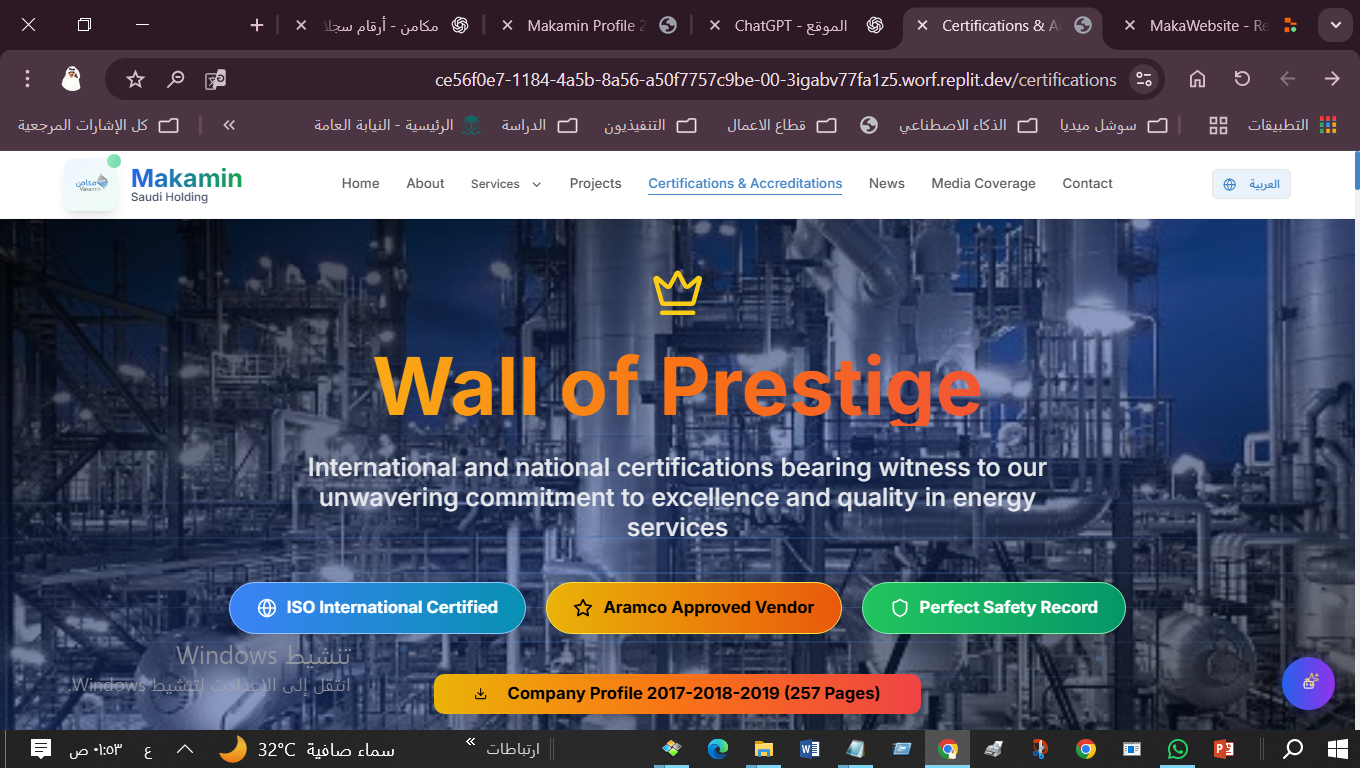 مكامن - أرقام سجلا
Makamin Profile 2
ChatGPT - الموقع
Certifications & A
MakaWebsite - Re
ce56f0e7-1184-4a5b-8a56-a50f7757c9be-00-3igabv77fa1z5.worf.replit.dev/certifications
التطبيقات
سوشل ميديا
الذكاء الاصطناعي
قطاع الاعمال
التنفيذيون
الدراسة
الرئيسية - النيابة العامة
«
كل الإشارات المرجعية
مكامن
Makamin
Makamin
Saudi Holding
Home
About
Services
Projects
Certifications & Accreditations
News
Media Coverage
Contact
العربية
Wall of Prestige
International and national certifications bearing witness to our
unwavering commitment to excellence and quality in energy
services
ISO International Certified
Aramco Approved Vendor
Perfect Safety Record
تنشيط Windows
انتقل إلى الإعدادات لتنشيط Windows.
Company Profile 2017-2018-2019 (257 Pages)
ارتباطات
«
سماء صافية 32°C
ع
٠١:٥٣ ص